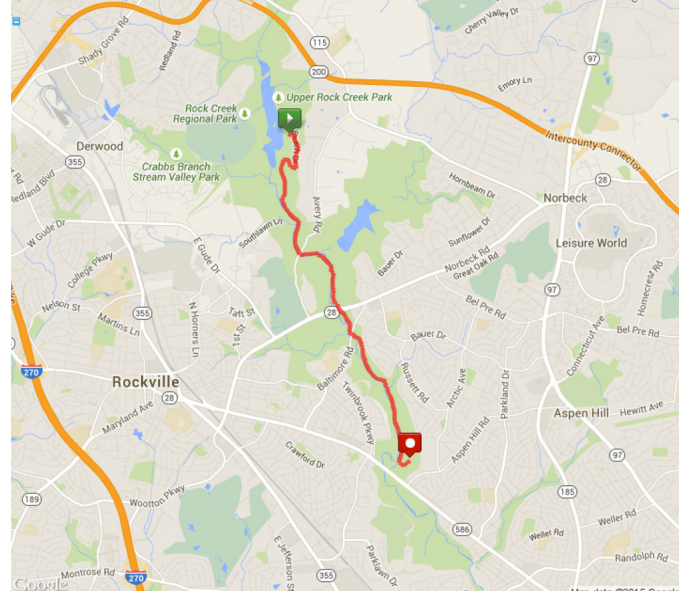 Cherry Valley Dr
Shady Grove Rd
Redland Rd
115
97
200
Emory Ln
Upper Rock Creek Park
Rock Creek
Regional Park
Intercounty Connector
Derwood
355
Crabbs Branch
Stream Valley Park
28
Redland Blvd
Hornbeam Dr
Norbeck
Avery Rd
W Gude Dr
E Gude Dr
Southlawn Ln
Sunflower Dr
Leisure World
Norbeck Rd
Great Oak Rd
Bauer Dr
College Pkwy
Homecrest Rd
97
Bel Pre Rd
Nelson St
355
Martins Ln
N Horners Ln
Taft St
1st St
28
Bel Pre Rd
Bauer Dr
Connecticut Ave
270
Rockville
Baltimore Rd
Russett Rd
Arctic Ave
Parkland Dr
28
Twinbrook Pkwy
Maryland Ave
Aspen Hill
Hewitt Ave
Aspen Hill Rd
Crawford Dr
97
189
Wootton Pkwy
185
Weller Rd
586
Wellet Rd
E Jefferson St
Randolph Rd
Parklawn Dr
Montrose Rd
270
355
Google
Map data ©2015 Google